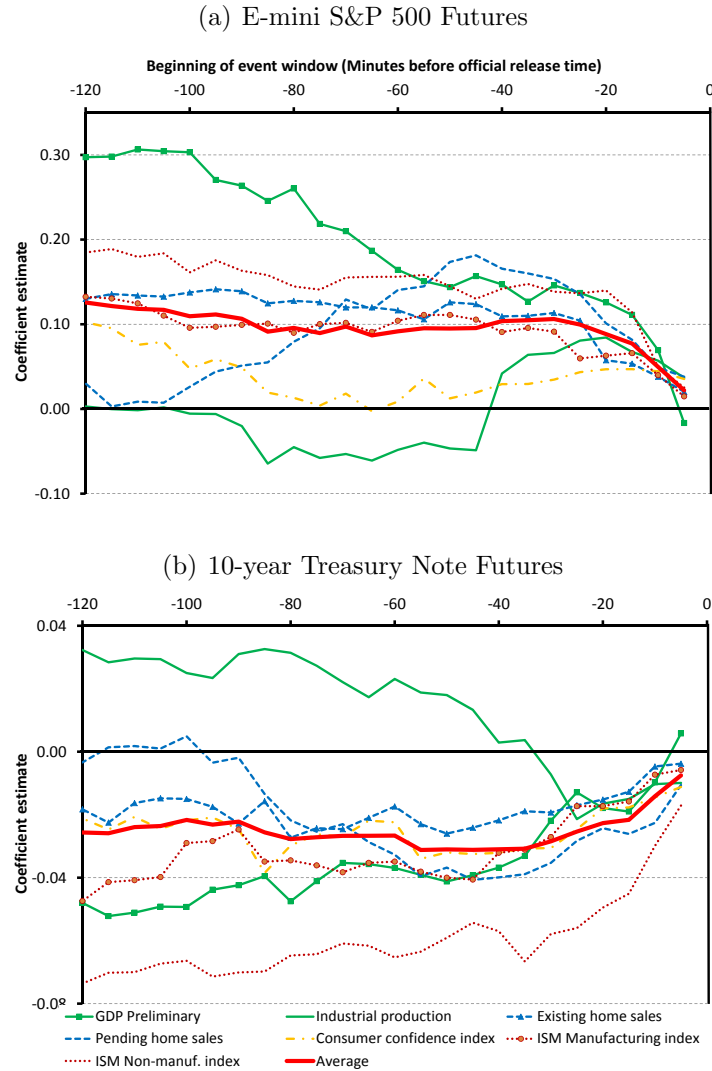 (a) E-mini S&P 500 Futures
Beginning of event window (Minutes before official release time)
-120 -100 -80 -60 -40 -20 0
0.30
0.20
0.10
0.00
-0.10
Coefficient estimate
(b) 10-year Treasury Note Futures
-120 -100 -80 -60 -40 -20 0
0.04
0.00
-0.04
Coefficient estimate
GDP Preliminary Industrial production Existing home sales
Pending home sales Consumer confidence index ISM Manufacturing index
ISM Non-manuf. index Average